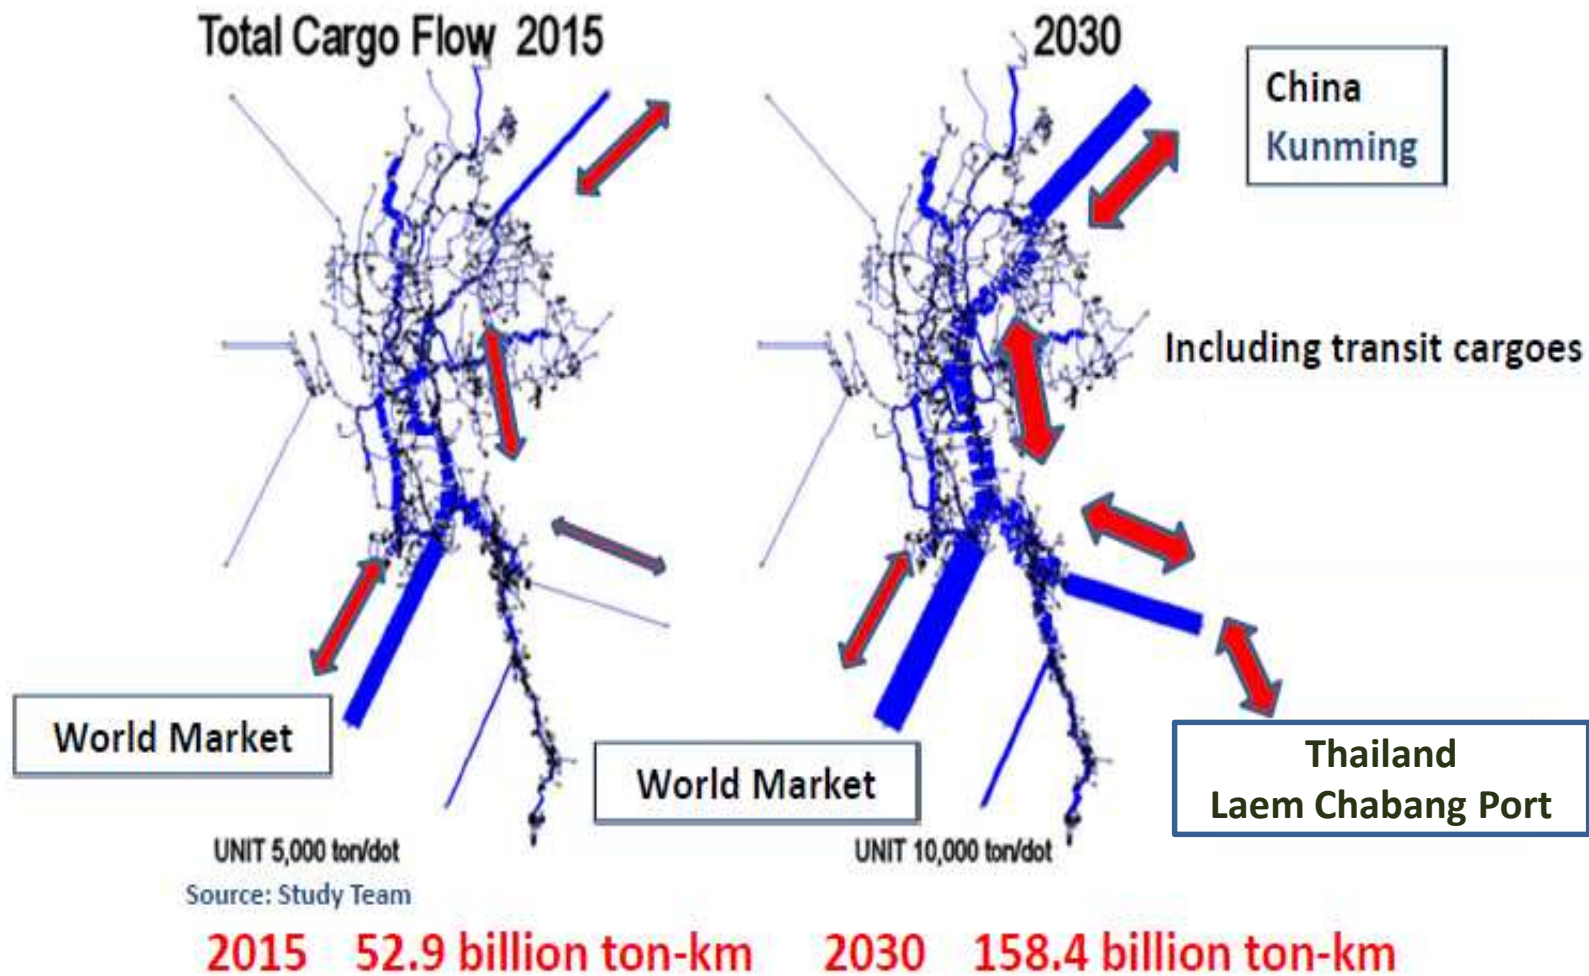 Total Cargo Flow 2015
2030
China
Kunming
Including transit cargoes
World Market
World Market
Thailand
Laem Chabang Port
UNIT 5,000 ton/dot
UNIT 10,000 ton/dot
Source: Study Team
2015 52.9 billion ton-km
2030 158.4 billion ton-km